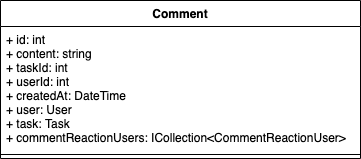 Comment
+ id: int
+ content: string
+ taskId: int
+ userId: int
+ createdAt: DateTime
+ user: User
+ task: Task
+ commentReactionUsers: ICollection<CommentReactionUser>